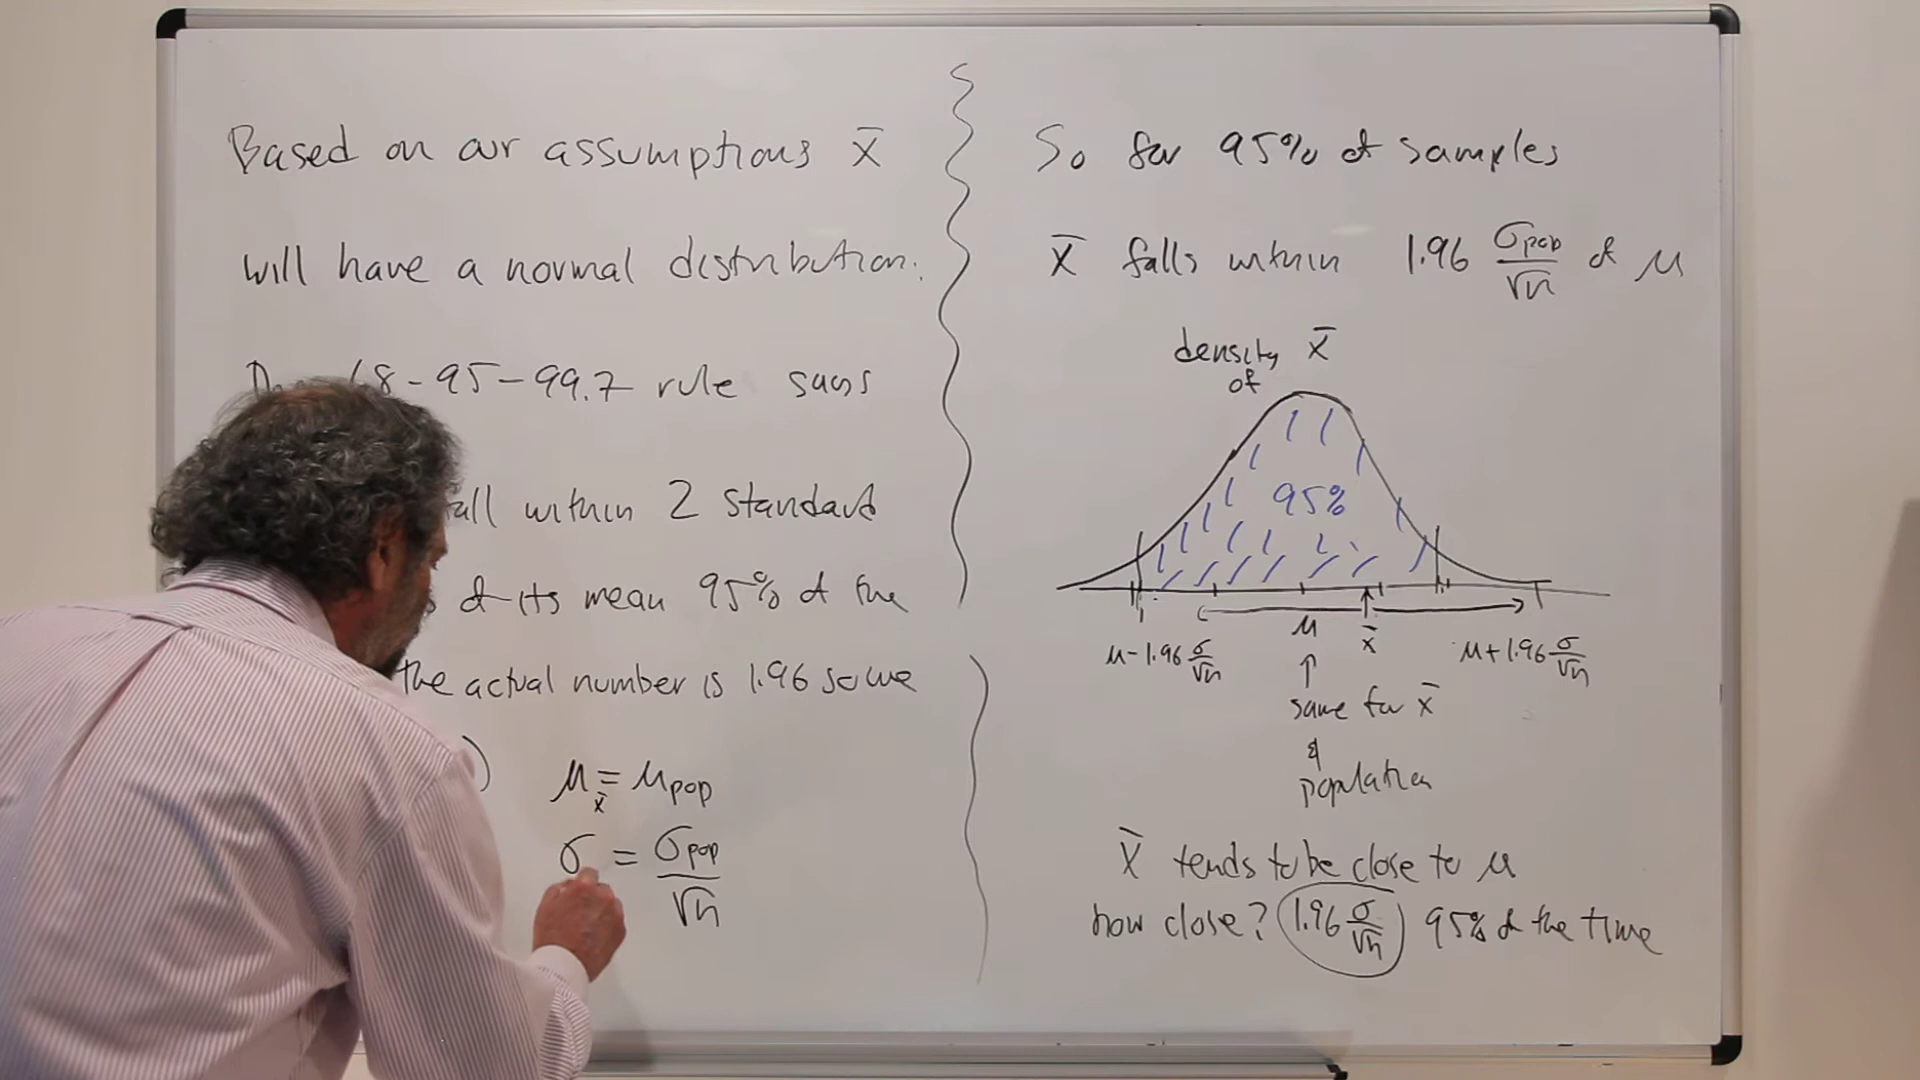 Based on our assumptions x̄
will have a normal distribution.
68-95-99.7 rule says
within 2 standard
of its mean 95% of the
the actual number is 1.96 so we
)
μx̄ = μpop
σ = σpop/√n
So for 95% of samples
x̄ falls within 1.96 σpop/√n of μ
density x̄
of
95%
μ x̄
μ-1.96 σ/√n μ+1.96 σ/√n
↑
same for x̄
&
population
x̄ tends to be close to μ
how close? 1.96 σ/√n 95% of the time